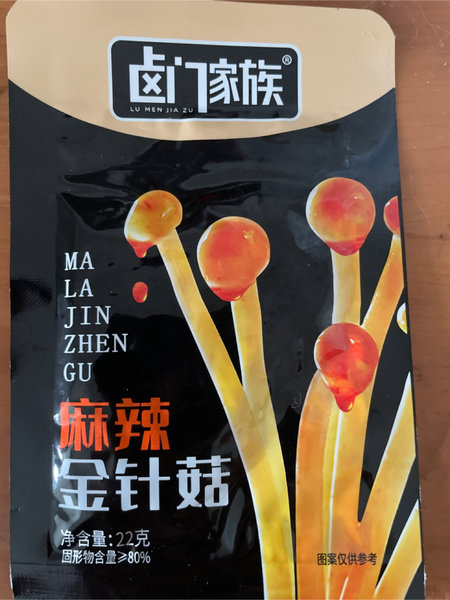 卤门家族®
LU MEN JIA ZU
MA
LA
JIN
ZHEN
GU
麻辣
金针菇
净含量:22克
固形物含量≥80%
图案仅供参考